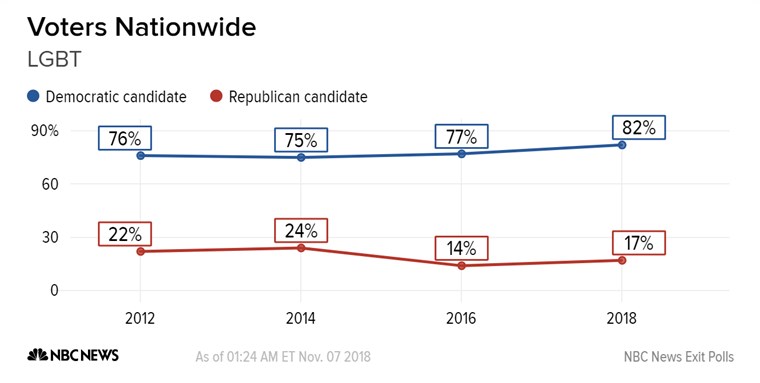 Voters Nationwide
LGBT
Democratic candidate Republican candidate
90%
76% 75% 77% 82%
60
30
22% 24% 14% 17%
0
2012 2014 2016 2018
NBC NEWS As of 01:24 AM ET Nov. 07 2018 NBC News Exit Polls